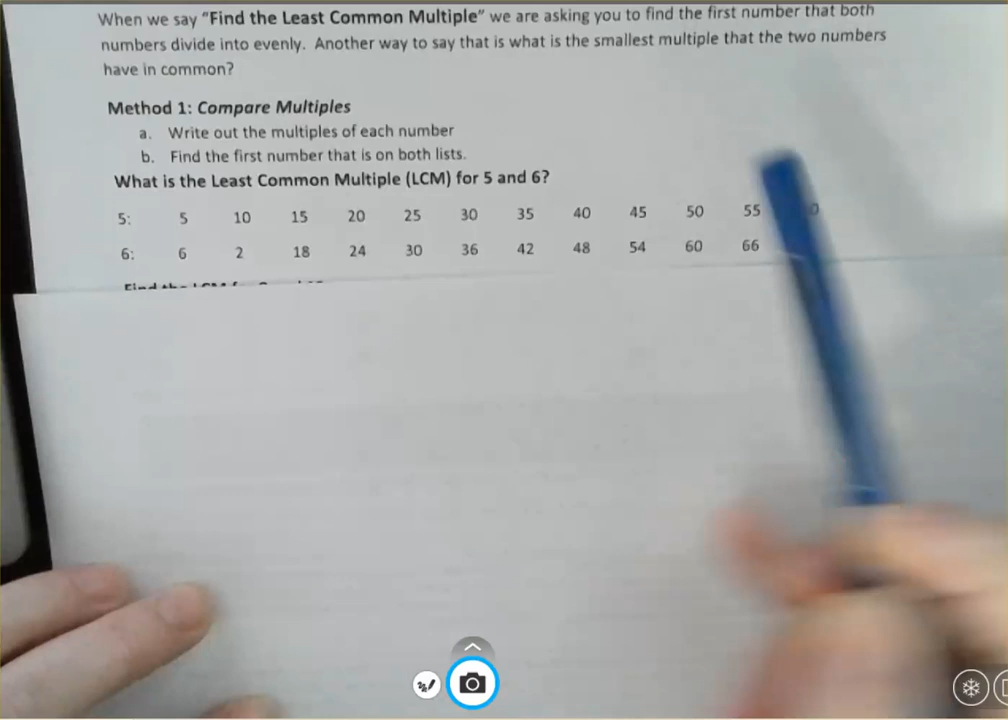 When we say “Find the Least Common Multiple” we are asking you to find the first number that both
numbers divide into evenly. Another way to say that is what is the smallest multiple that the two numbers
have in common?
Method 1: Compare Multiples
a. Write out the multiples of each number
b. Find the first number that is on both lists.
What is the Least Common Multiple (LCM) for 5 and 6?
5: 5 10 15 20 25 30 35 40 45 50 55
6: 6 2 18 24 30 36 42 48 54 60 66